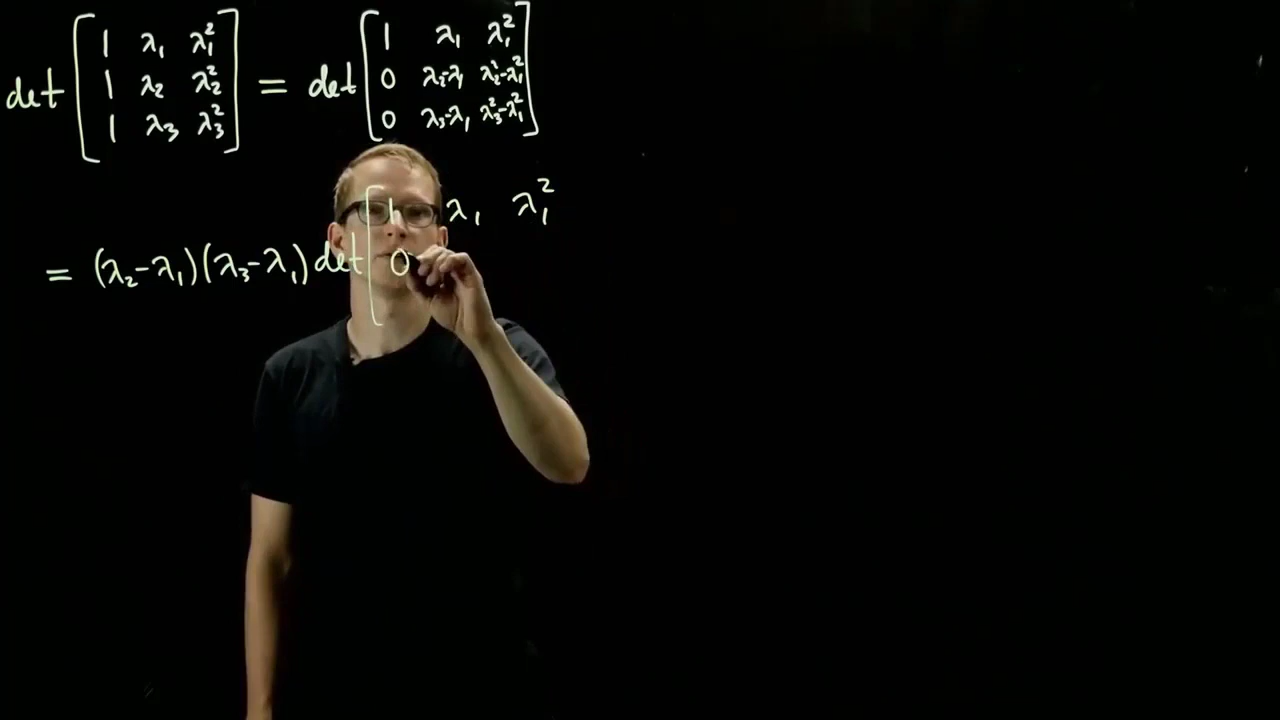 det [ 1 λ₁ λ₁² ; 1 λ₂ λ₂² ; 1 λ₃ λ₃² ] = det [ 1 λ₁ λ₁² ; 0 λ₂-λ₁ λ₂²-λ₁² ; 0 λ₃-λ₁ λ₃²-λ₁² ]
= (λ₂-λ₁)(λ₃-λ₁) det [ 1 λ₁ λ₁² ; 0